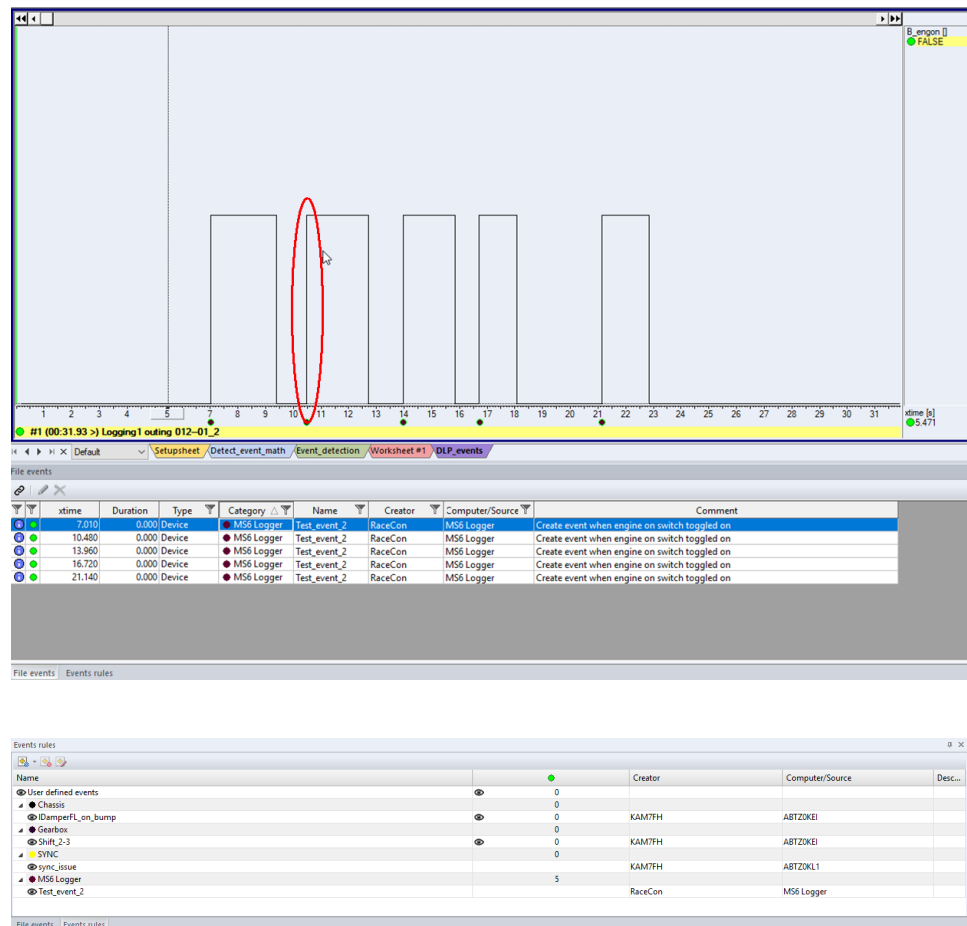 B_engon []
FALSE
1 2 3 4 5 7 8 9 10 11 12 13 14 15 16 17 18 19 20 21 22 23 24 25 26 27 28 29 30 31 xtime [s]
5.471
#1 (00:31.93 >) Logging1 outing 012--01_2
Default Setupsheet Detect_event_math Event_detection Worksheet #1 DLP_events
File events
xtime Duration Type Category Name Creator Computer/Source Comment
7.010 0.000 Device MS6 Logger Test_event_2 RaceCon MS6 Logger Create event when engine on switch toggled on
10.480 0.000 Device MS6 Logger Test_event_2 RaceCon MS6 Logger Create event when engine on switch toggled on
13.960 0.000 Device MS6 Logger Test_event_2 RaceCon MS6 Logger Create event when engine on switch toggled on
16.720 0.000 Device MS6 Logger Test_event_2 RaceCon MS6 Logger Create event when engine on switch toggled on
21.140 0.000 Device MS6 Logger Test_event_2 RaceCon MS6 Logger Create event when engine on switch toggled on
File events Events rules
Events rules
Name Creator Computer/Source Desc...
User defined events 0
Chassis 0
IDamperFL_on_bump 0 KAM7FH ABTZ0KEI
Gearbox 0
Shift_2-3 0 KAM7FH ABTZ0KEI
SYNC 0
sync_issue KAM7FH ABTZ0KL1
MS6 Logger 5
Test_event_2 RaceCon MS6 Logger
File events Events rules